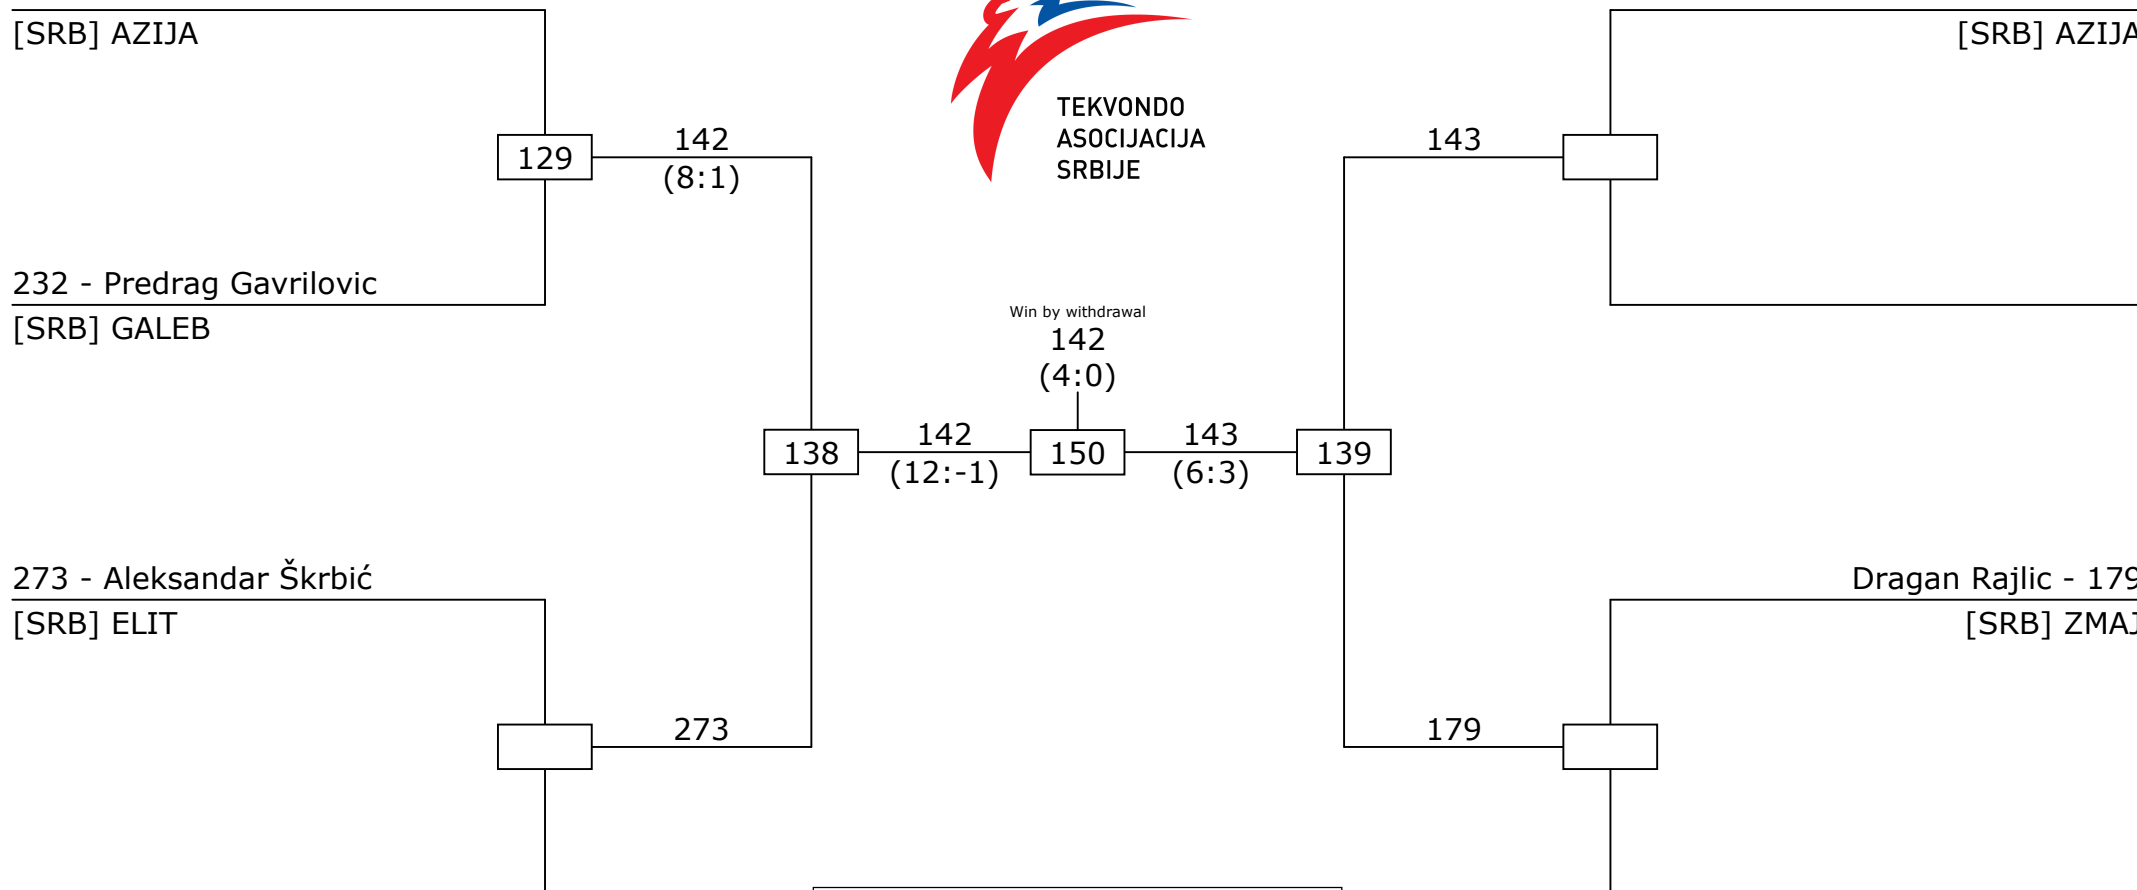 [SRB] AZIJA
[SRB] AZIJA
TEKVONDO
ASOCIJACIJA
SRBIJE
129
142
(8:1)
143
232 - Predrag Gavrilovic
[SRB] GALEB
Win by withdrawal
142
(4:0)
138
142
(12:-1)
150
143
(6:3)
139
273 - Aleksandar Škrbić
[SRB] ELIT
Dragan Rajlic - 179
[SRB] ZMAJ
273
179